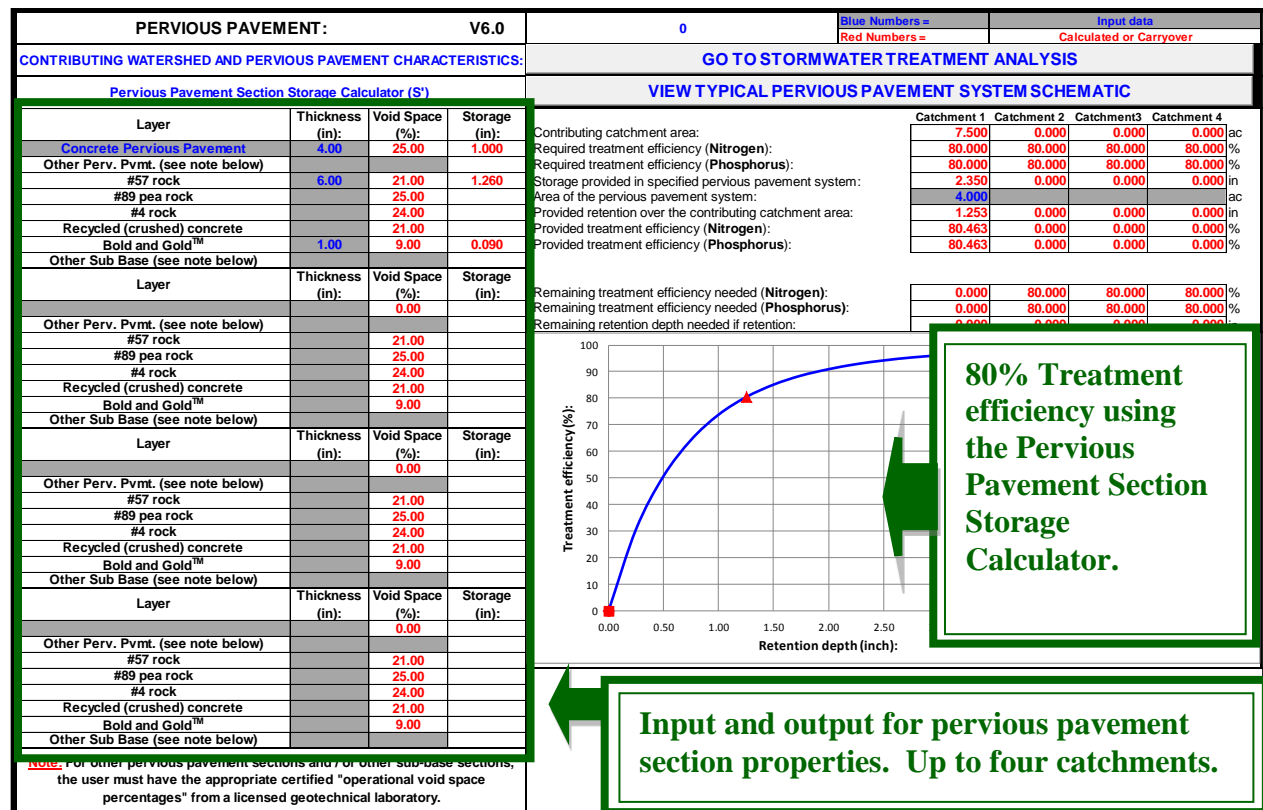 PERVIOUS PAVEMENT: V6.0 0 Blue Numbers = Input data
Red Numbers = Calculated or Carryover
CONTRIBUTING WATERSHED AND PERVIOUS PAVEMENT CHARACTERISTICS: GO TO STORMWATER TREATMENT ANALYSIS
Pervious Pavement Section Storage Calculator (S') VIEW TYPICAL PERVIOUS PAVEMENT SYSTEM SCHEMATIC
Layer Thickness (in): Void Space (%): Storage (in):
Concrete Pervious Pavement 4.00 25.00 1.000
Other Perv. Pvmt. (see note below)
#57 rock 6.00 21.00 1.260
#89 pea rock 25.00
#4 rock 24.00
Recycled (crushed) concrete 21.00
Bold and Gold™ 1.00 9.00 0.090
Other Sub Base (see note below)
Layer Thickness (in): Void Space (%): Storage (in):
0.00
Other Perv. Pvmt. (see note below)
#57 rock 21.00
#89 pea rock 25.00
#4 rock 24.00
Recycled (crushed) concrete 21.00
Bold and Gold™ 9.00
Other Sub Base (see note below)
Layer Thickness (in): Void Space (%): Storage (in):
0.00
Other Perv. Pvmt. (see note below)
#57 rock 21.00
#89 pea rock 25.00
#4 rock 24.00
Recycled (crushed) concrete 21.00
Bold and Gold™ 9.00
Other Sub Base (see note below)
Layer Thickness (in): Void Space (%): Storage (in):
0.00
Other Perv. Pvmt. (see note below)
#57 rock 21.00
#89 pea rock 25.00
#4 rock 24.00
Recycled (crushed) concrete 21.00
Bold and Gold™ 9.00
Other Sub Base (see note below)
Note: For other pervious pavement sections and / or other sub-base sections,
the user must have the appropriate certified "operational void space
percentages" from a licensed geotechnical laboratory.
Catchment 1 Catchment 2 Catchment3 Catchment 4
Contributing catchment area: 7.500 0.000 0.000 0.000 ac
Required treatment efficiency (Nitrogen): 80.000 80.000 80.000 80.000 %
Required treatment efficiency (Phosphorus): 80.000 80.000 80.000 80.000 %
Storage provided in specified pervious pavement system: 2.350 0.000 0.000 0.000 in
Area of the pervious pavement system: 4.000 ac
Provided retention over the contributing catchment area: 1.253 0.000 0.000 0.000 in
Provided treatment efficiency (Nitrogen): 80.463 0.000 0.000 0.000 %
Provided treatment efficiency (Phosphorus): 80.463 0.000 0.000 0.000 %
Remaining treatment efficiency needed (Nitrogen): 0.000 80.000 80.000 80.000 %
Remaining treatment efficiency needed (Phosphorus): 0.000 80.000 80.000 80.000 %
Remaining retention depth needed if retention:
Treatment efficiency (%):
100
90
80
70
60
50
40
30
20
10
0
0.00 0.50 1.00 1.50 2.00 2.50
Retention depth (inch):
80% Treatment
efficiency using
the Pervious
Pavement Section
Storage
Calculator.
Input and output for pervious pavement
section properties. Up to four catchments.